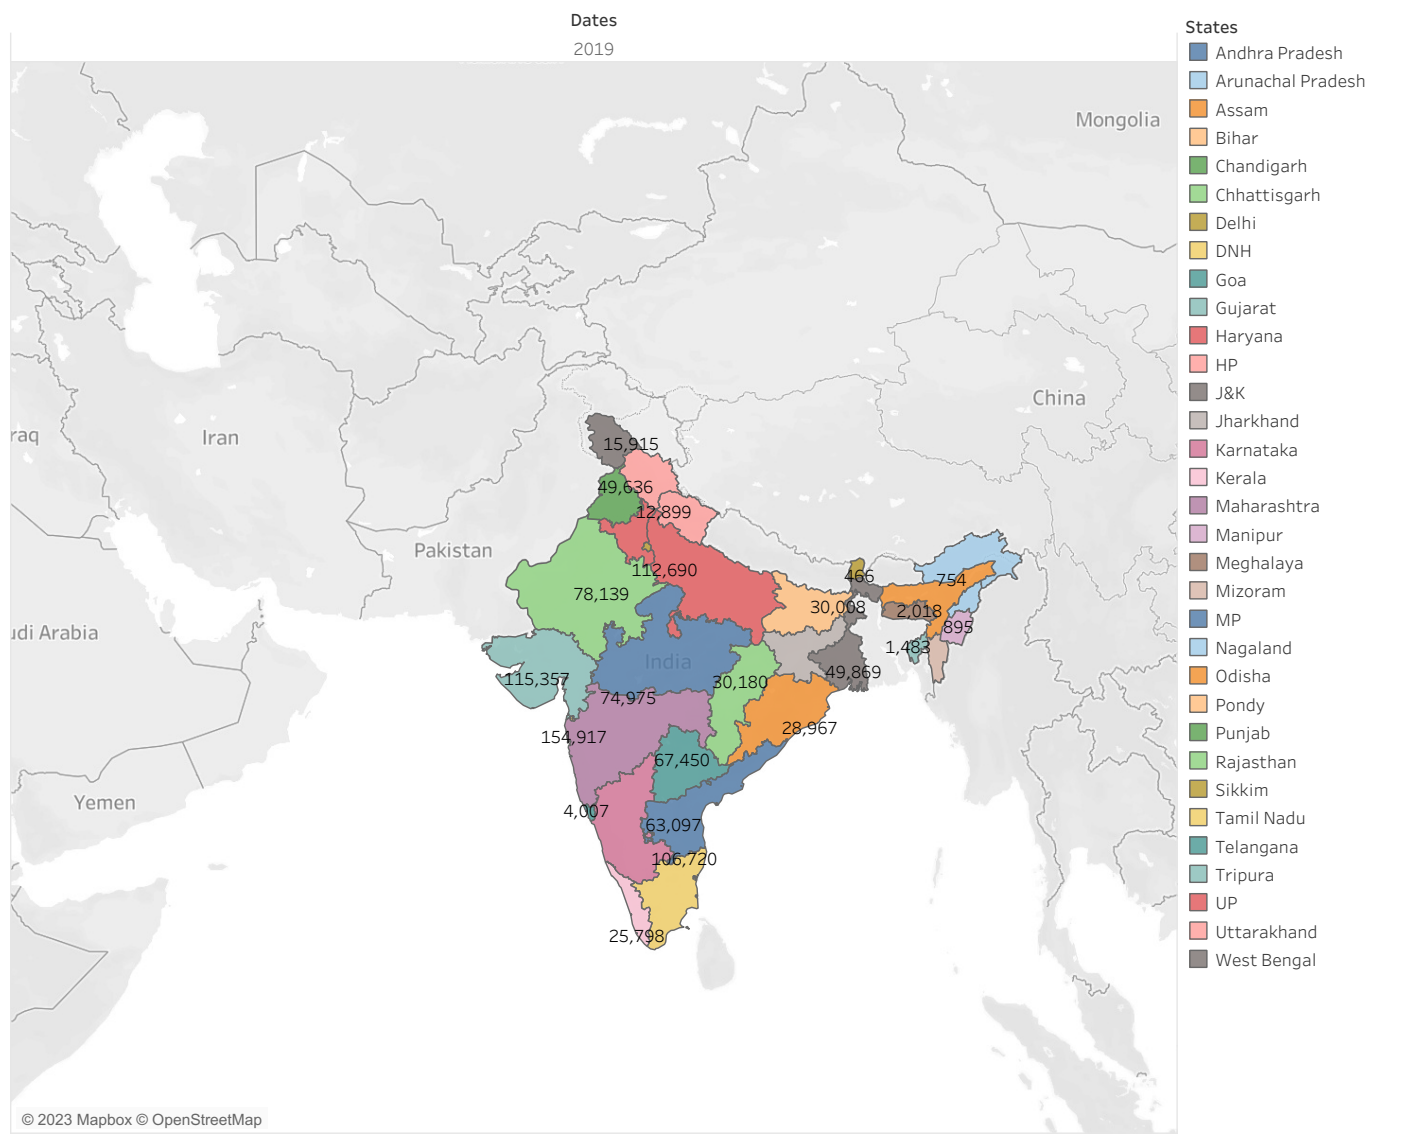 Dates
2019
States
Andhra Pradesh
Arunachal Pradesh
Assam
Bihar
Chandigarh
Chhattisgarh
Delhi
DNH
Goa
Gujarat
Haryana
HP
J&K
Jharkhand
Karnataka
Kerala
Maharashtra
Manipur
Meghalaya
Mizoram
MP
Nagaland
Odisha
Pondy
Punjab
Rajasthan
Sikkim
Tamil Nadu
Telangana
Tripura
UP
Uttarakhand
West Bengal
Mongolia
China
raq
Iran
Pakistan
udi Arabia
Yemen
India
15,915
49,636
12,899
112,690
78,139
466
754
30,008
2,018
895
1,483
49,869
115,357
30,180
74,975
28,967
154,917
67,450
4,007
63,097
106,720
25,798
© 2023 Mapbox © OpenStreetMap